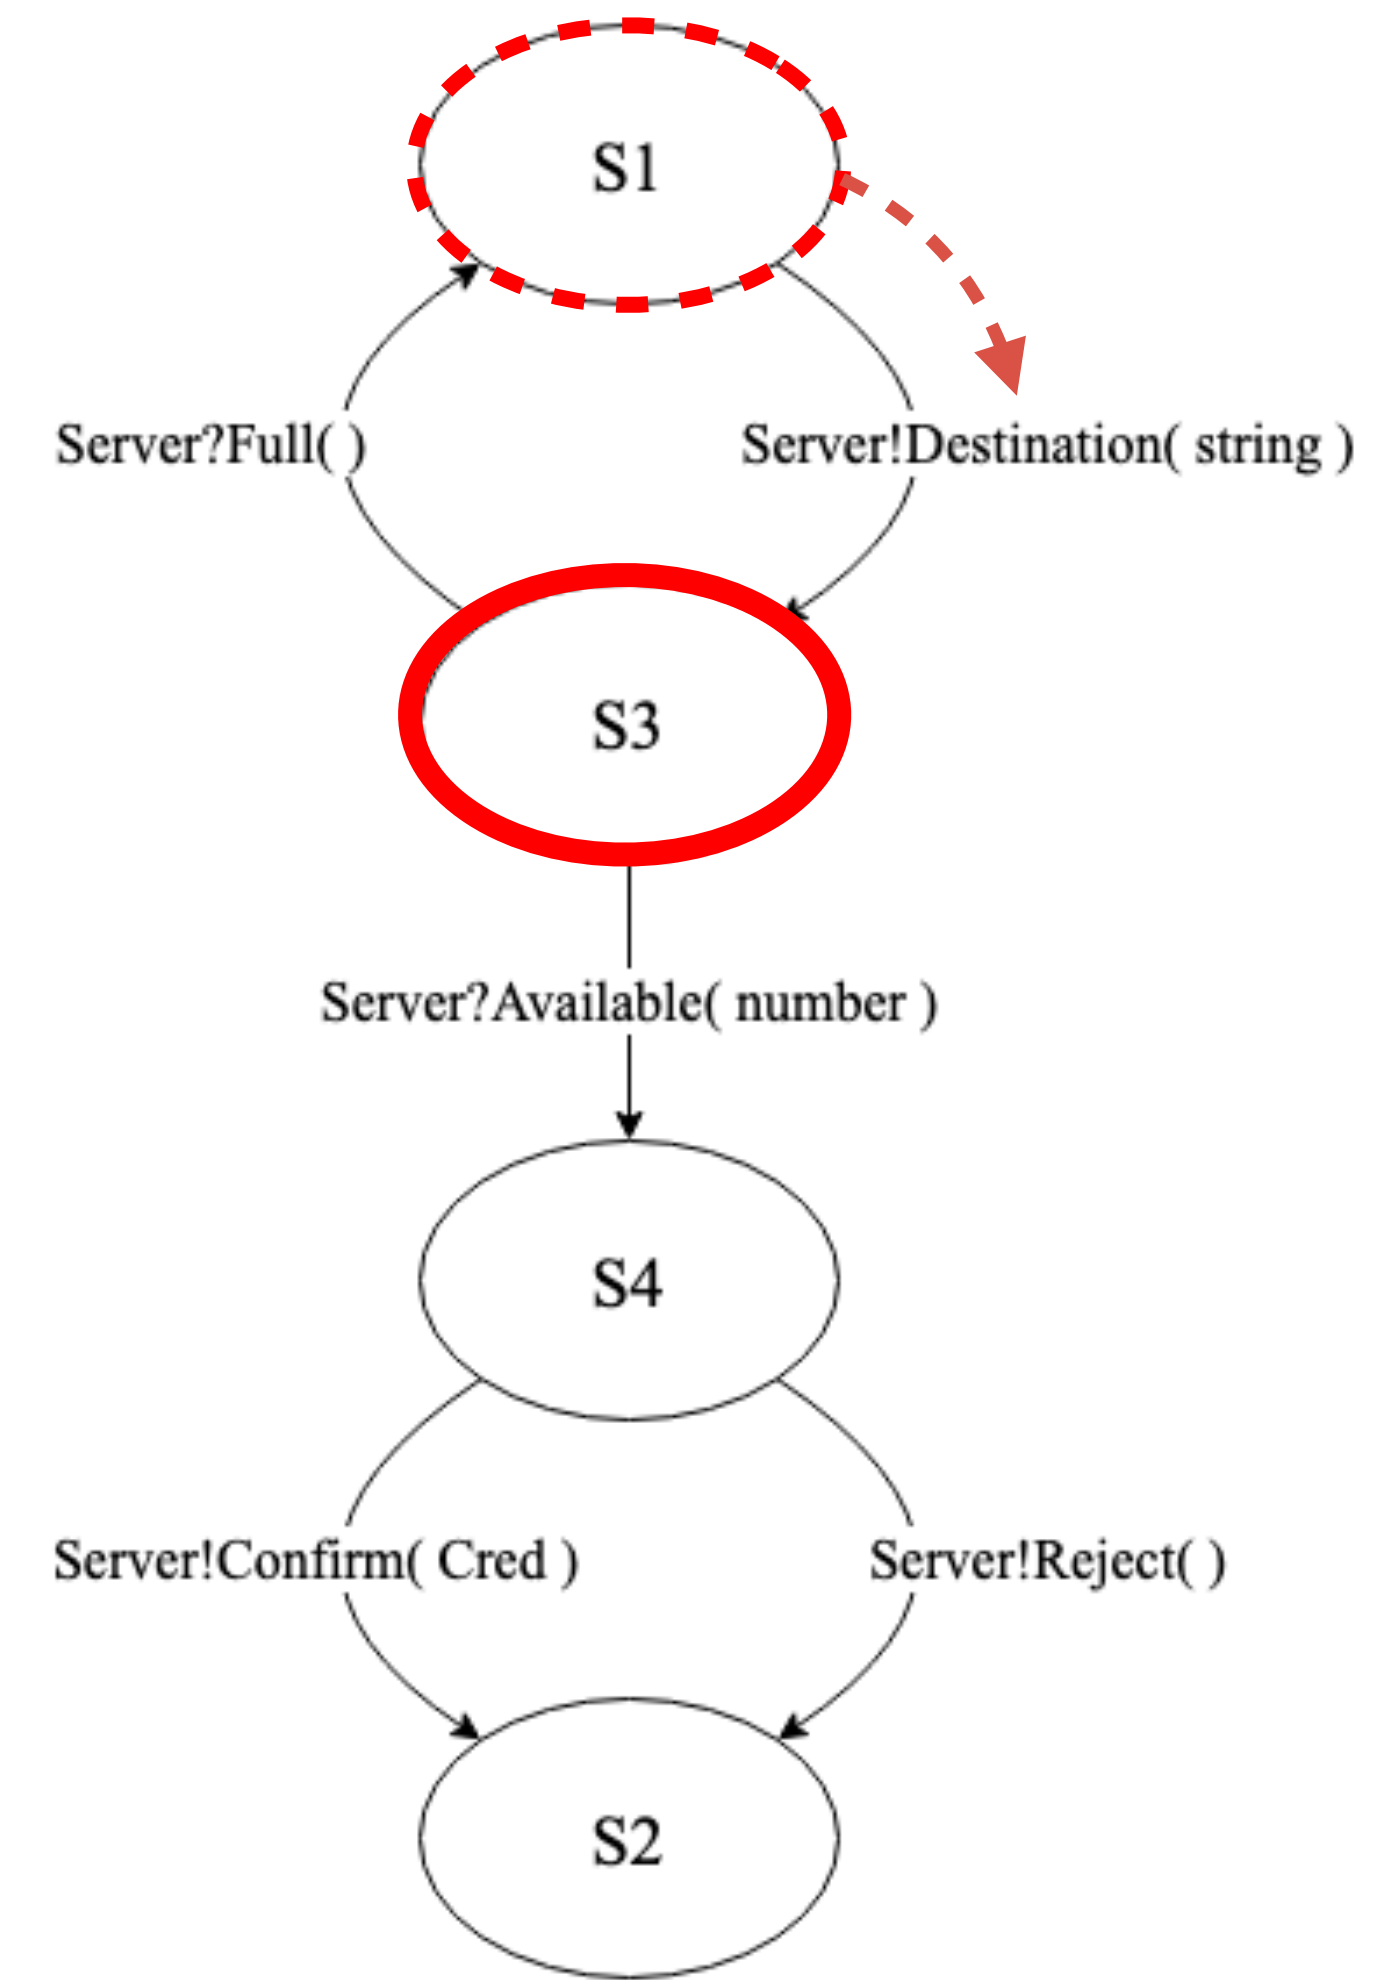 S1
Server?Full( )
Server!Destination( string )
S3
Server?Available( number )
S4
Server!Confirm( Cred )
Server!Reject( )
S2